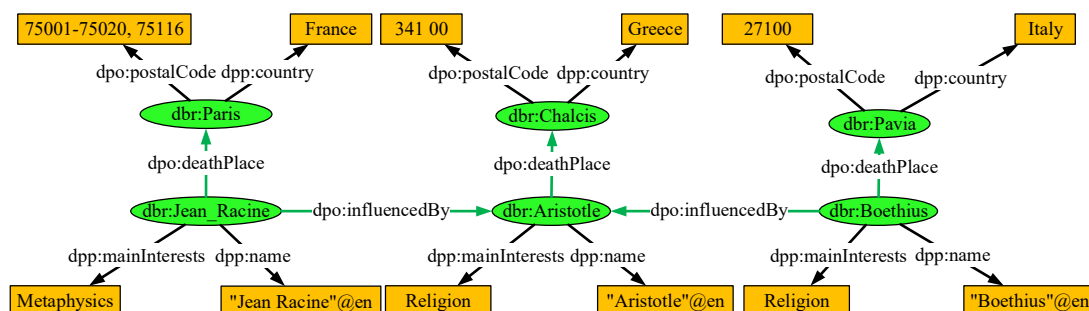 75001-75020, 75116 France 341 00 Greece 27100 Italy
dpo:postalCode dpp:country dpo:postalCode dpp:country dpo:postalCode dpp:country
dbr:Paris dbr:Chalcis dbr:Pavia
dpo:deathPlace dpo:deathPlace dpo:deathPlace
dbr:Jean_Racine dpo:influencedBy dbr:Aristotle dpo:influencedBy dbr:Boethius
dpp:mainInterests dpp:name dpp:mainInterests dpp:name dpp:mainInterests dpp:name
Metaphysics "Jean Racine"@en Religion "Aristotle"@en Religion "Boethius"@en